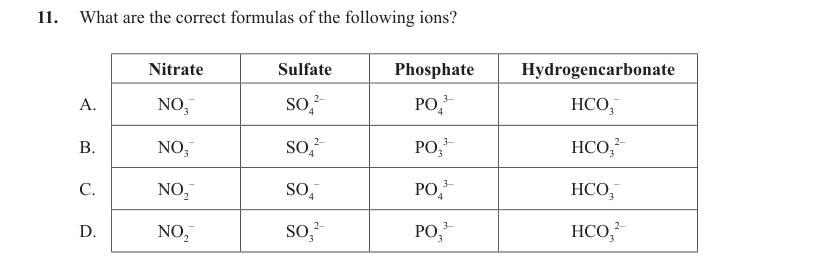 11. What are the correct formulas of the following ions?
Nitrate Sulfate Phosphate Hydrogencarbonate
A. NO₃⁻ SO₄²⁻ PO₄³⁻ HCO₃⁻
B. NO₃⁻ SO₄²⁻ PO₃³⁻ HCO₃²⁻
C. NO₂⁻ SO₄⁻ PO₄³⁻ HCO₃⁻
D. NO₂⁻ SO₃²⁻ PO₃³⁻ HCO₃²⁻